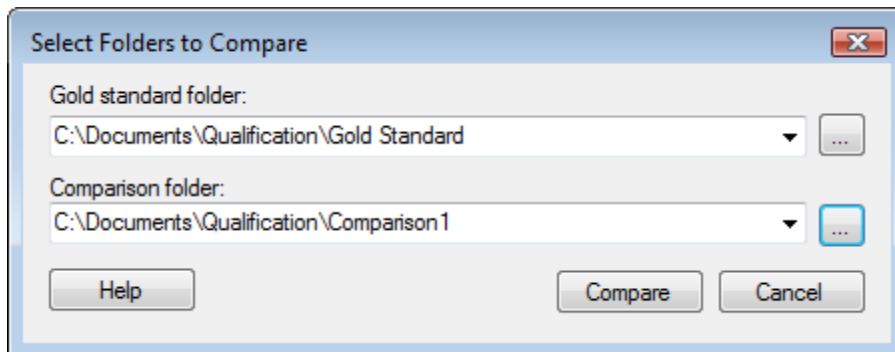 Select Folders to Compare
Gold standard folder:
C:\Documents\Qualification\Gold Standard
...
Comparison folder:
C:\Documents\Qualification\Comparison1
...
Help Compare Cancel